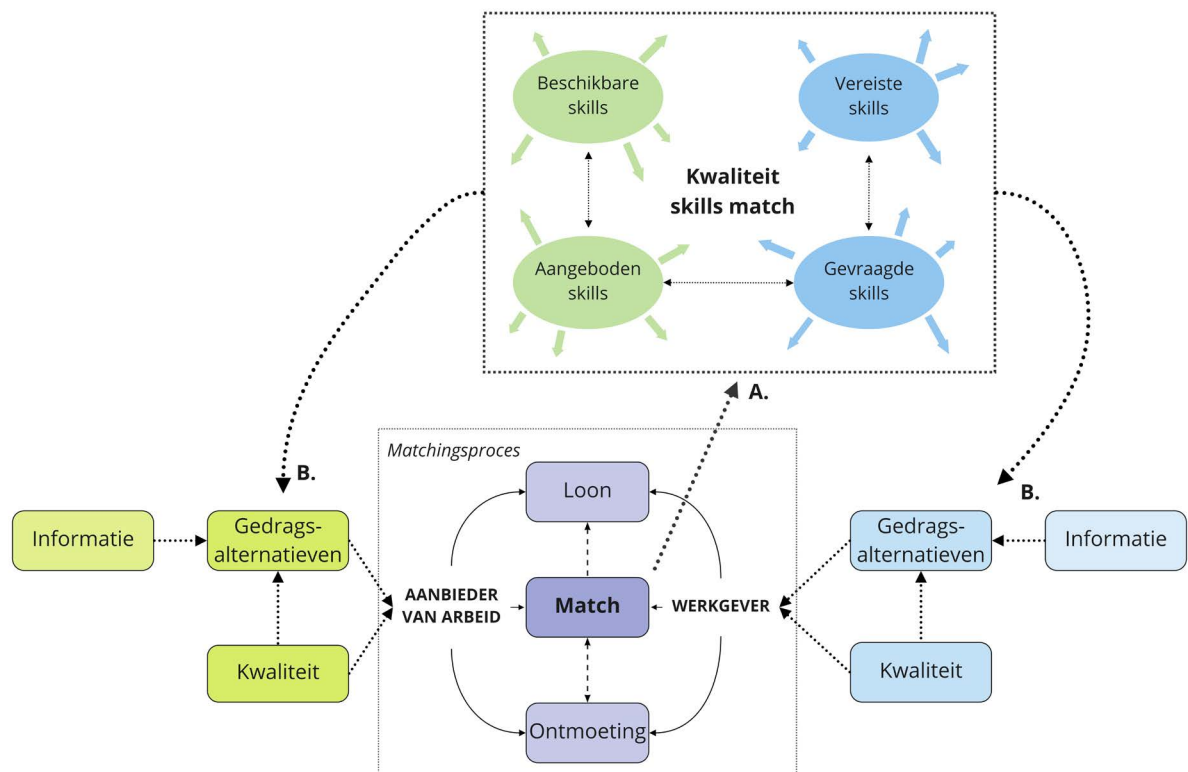 Beschikbare
skills
Vereiste
skills
Kwaliteit
skills match
Aangeboden
skills
Gevraagde
skills
A.
Matchingsproces
B.
B.
Loon
Informatie
Gedrags-
alternatieven
Gedrags-
alternatieven
Informatie
AANBIEDER
VAN ARBEID
Match
WERKGEVER
Kwaliteit
Kwaliteit
Ontmoeting